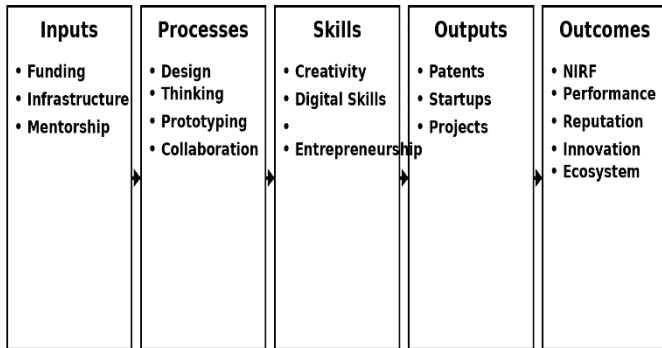 Inputs
• Funding
• Infrastructure
• Mentorship
Processes
• Design
• Thinking
• Prototyping
• Collaboration
Skills
• Creativity
• Digital Skills
•
• Entrepreneurship
Outputs
• Patents
• Startups
• Projects
Outcomes
• NIRF
• Performance
• Reputation
• Innovation
• Ecosystem